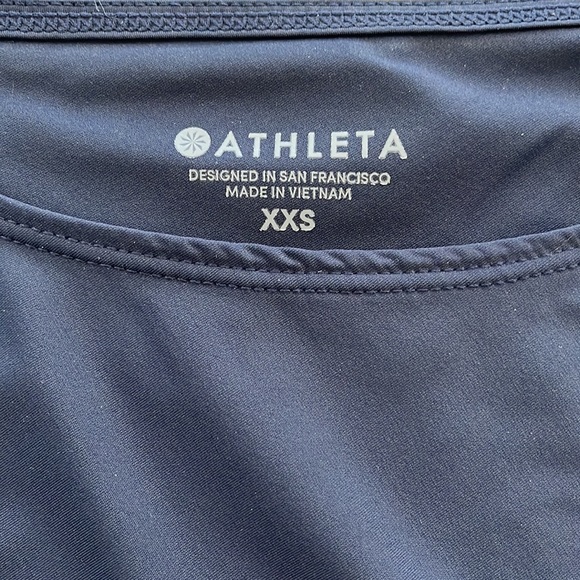 ATHLETA
DESIGNED IN SAN FRANCISCO
MADE IN VIETNAM
XXS